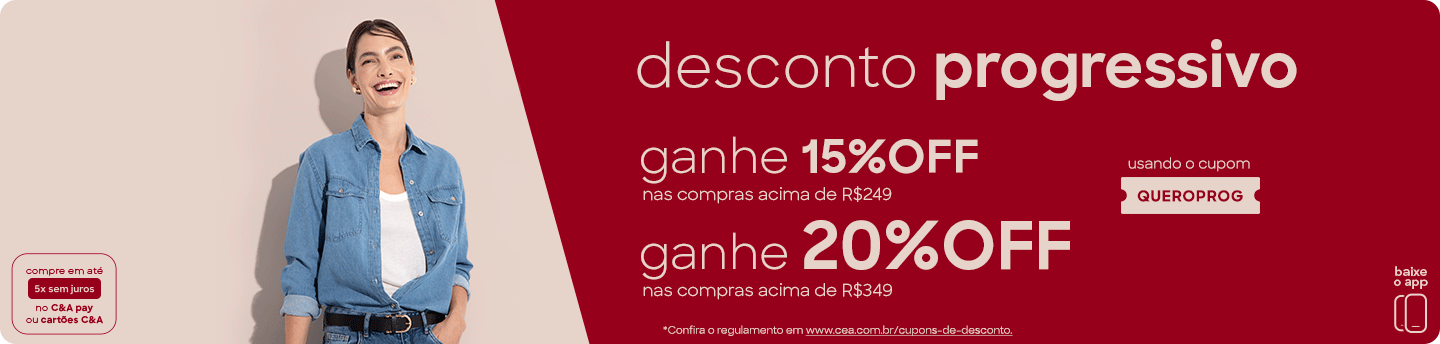 desconto progressivo
ganhe 15%OFF
nas compras acima de R$249
ganhe 20%OFF
nas compras acima de R$349
usando o cupom
QUEROPROG
*Confira o regulamento em www.cea.com.br/cupons-de-desconto.
compre em até
5x sem juros
no C&A pay
ou cartões C&A
baixe
o app